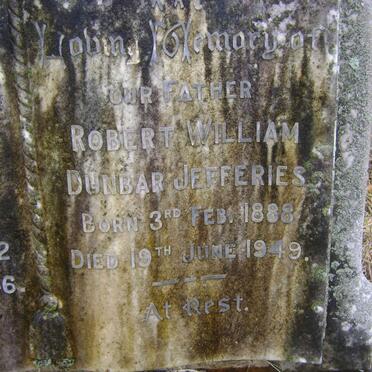 In
Loving Memory of
Our Father
Robert William
Dunbar Jefferies
Born 3rd Feb. 1888
Died 19th June 1949.
At Rest.